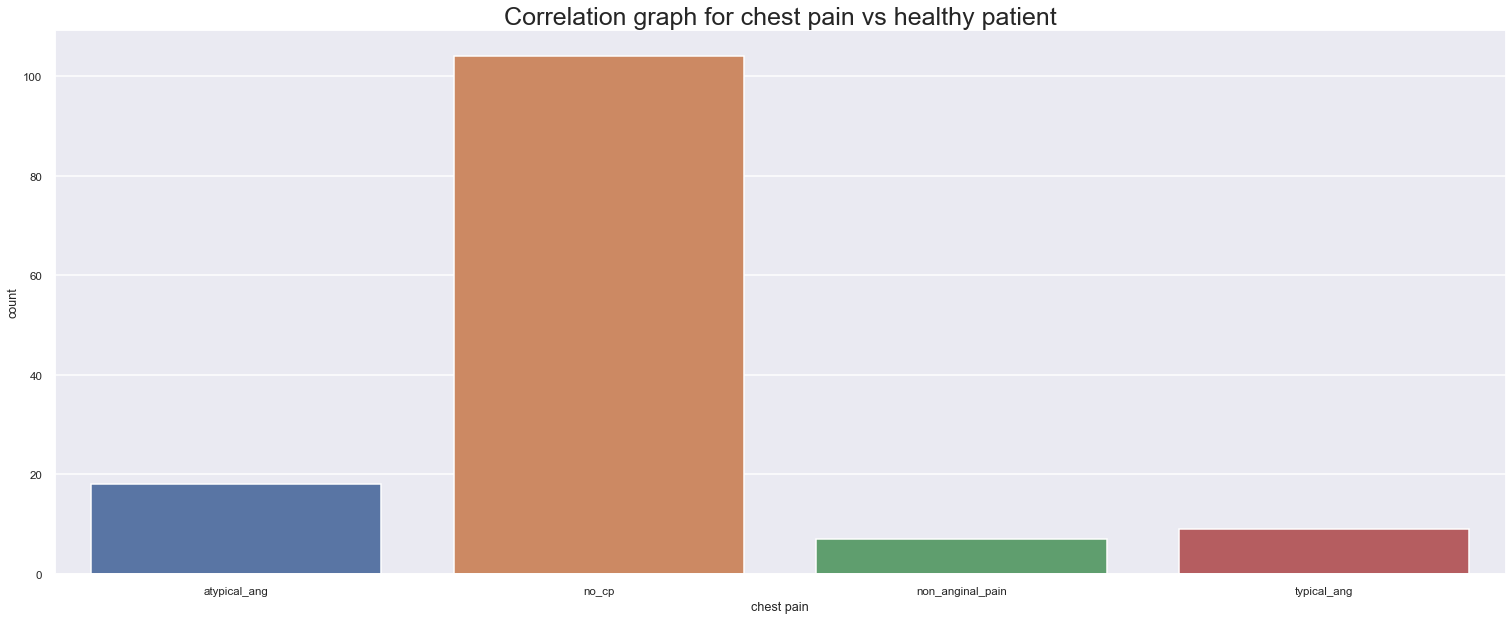 Correlation graph for chest pain vs healthy patient
100
80
60
40
20
0
count
atypical_ang
no_cp
non_anginal_pain
typical_ang
chest pain